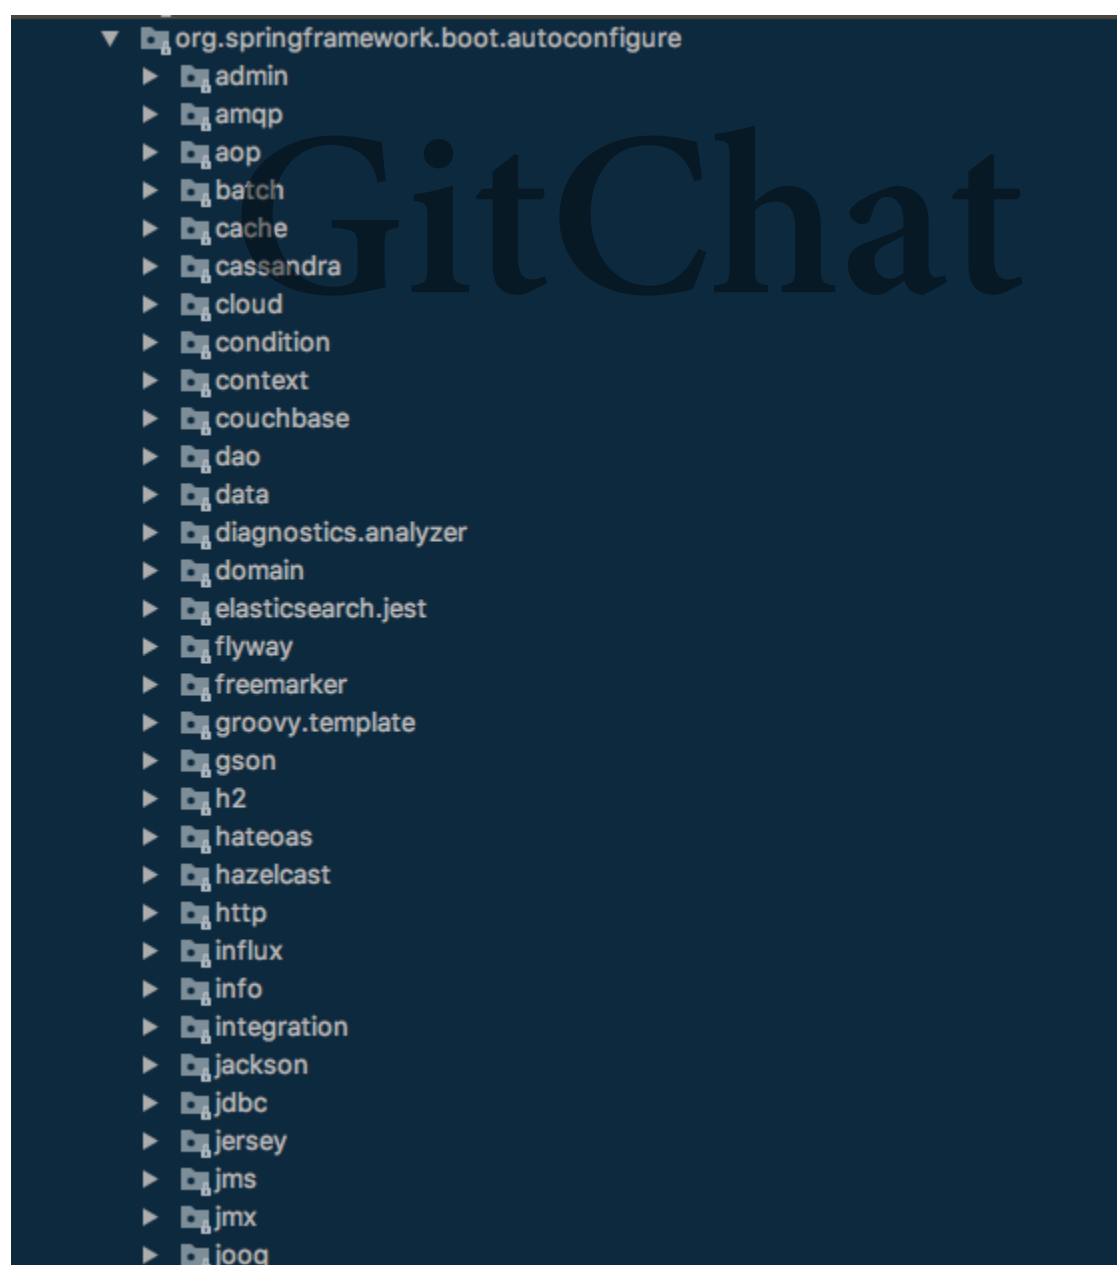 org.springframework.boot.autoconfigure
admin
amqp
aop
batch
cache
cassandra
cloud
condition
context
couchbase
dao
data
diagnostics.analyzer
domain
elasticsearch.jest
flyway
freemarker
groovy.template
gson
h2
hateoas
hazelcast
http
influx
info
integration
jackson
jdbc
jersey
jms
jmx
jooq
GitChat